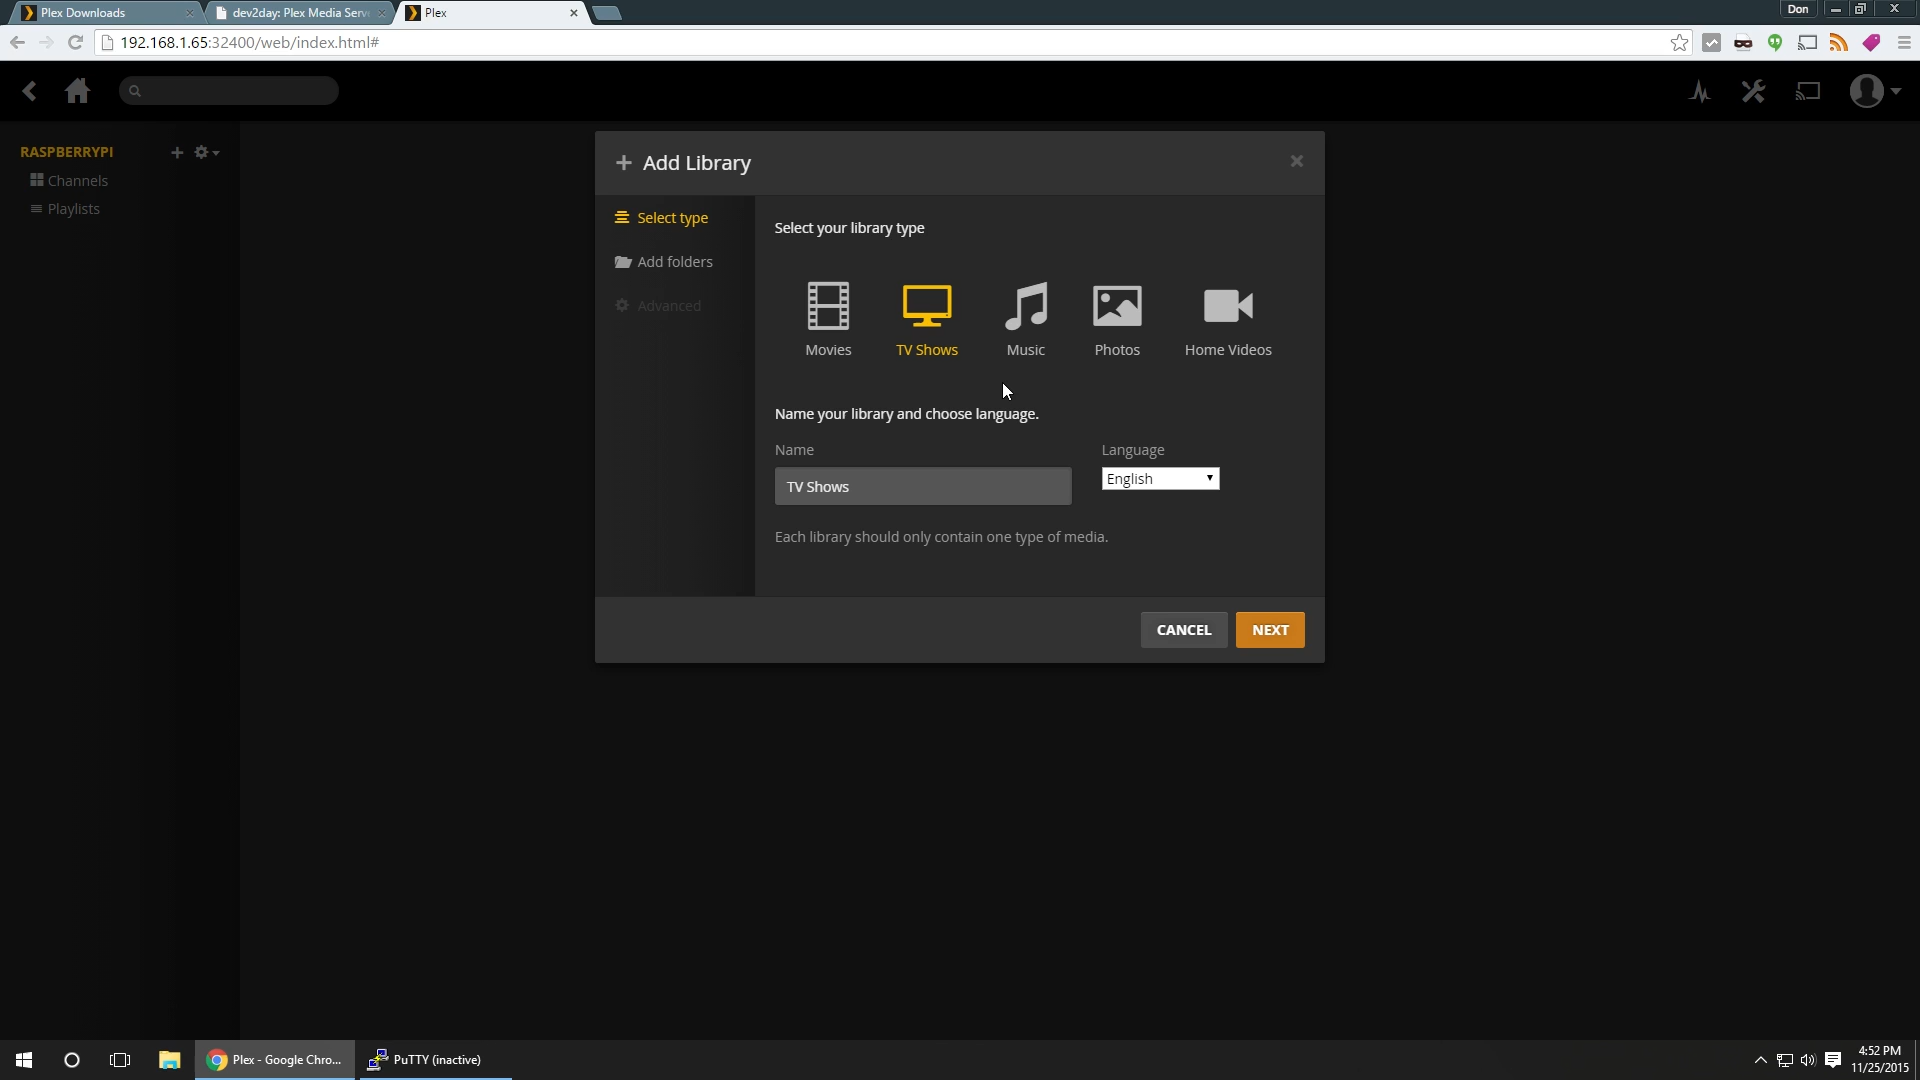 Plex Downloads
dev2day: Plex Media Serv
Plex
Don
192.168.1.65:32400/web/index.html#
RASPBERRYPI
Channels
Playlists
Add Library
Select type
Add folders
Advanced
Select your library type
Movies
TV Shows
Music
Photos
Home Videos
Name your library and choose language.
Name
Language
TV Shows
English
Each library should only contain one type of media.
CANCEL
NEXT
Plex - Google Chro...
PuTTY (inactive)
4:52 PM
11/25/2015